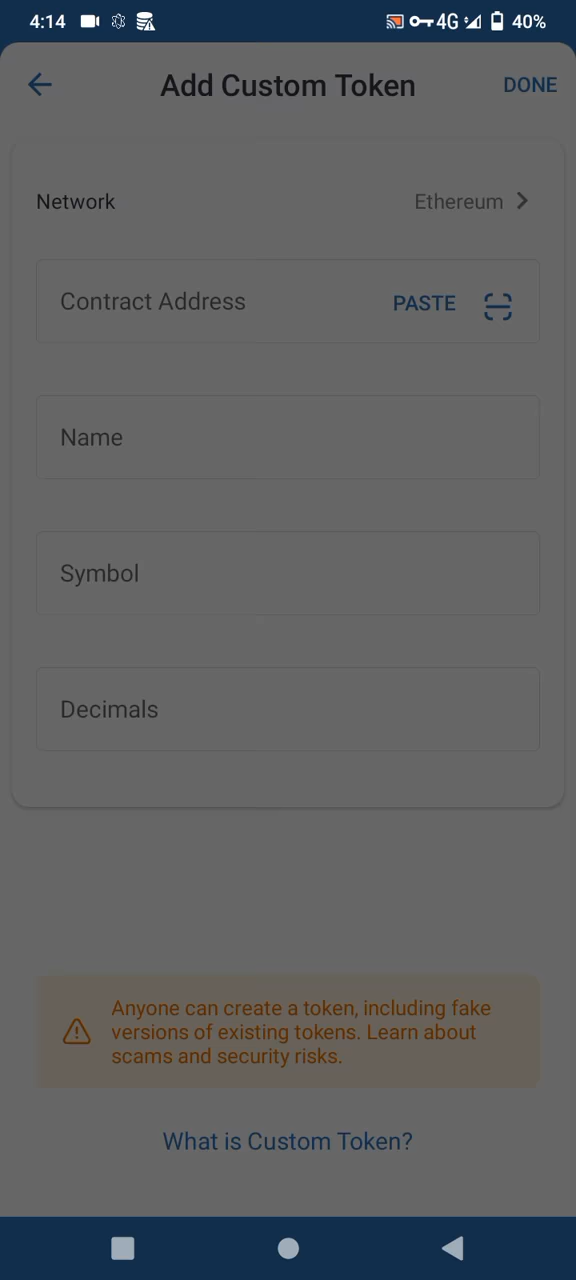 4:14 4G 40%
Add Custom Token DONE
Network Ethereum
Contract Address PASTE
Name
Symbol
Decimals
Anyone can create a token, including fake
versions of existing tokens. Learn about
scams and security risks.
What is Custom Token?